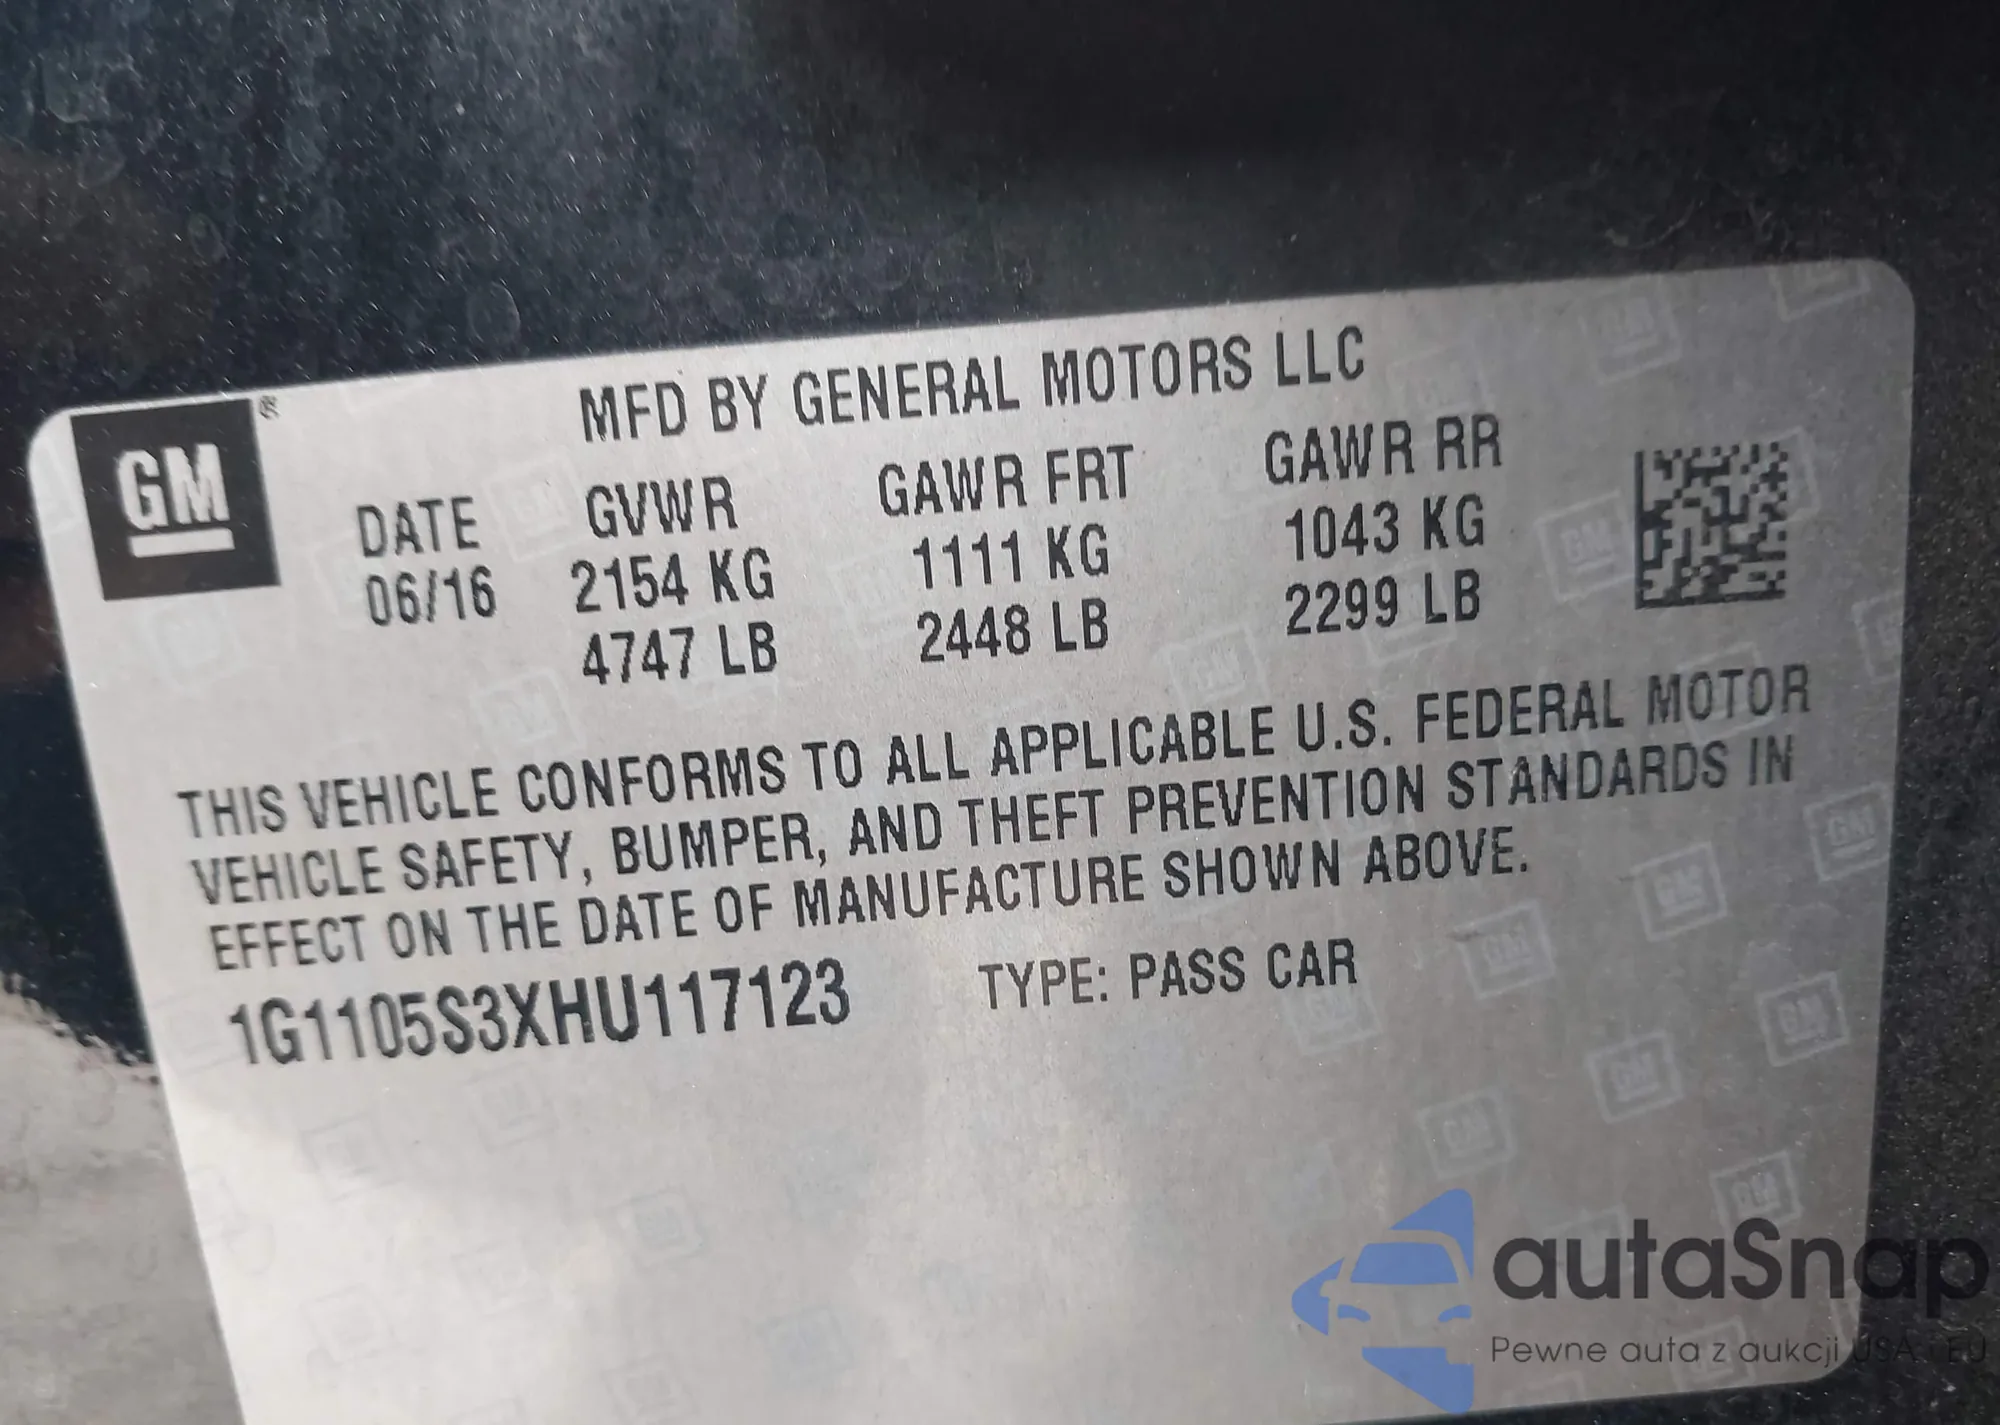 MFD BY GENERAL MOTORS LLC
GM®
DATE GVWR GAWR FRT GAWR RR
06/16 2154 KG 1111 KG 1043 KG
4747 LB 2448 LB 2299 LB
THIS VEHICLE CONFORMS TO ALL APPLICABLE U.S. FEDERAL MOTOR
VEHICLE SAFETY, BUMPER, AND THEFT PREVENTION STANDARDS IN
EFFECT ON THE DATE OF MANUFACTURE SHOWN ABOVE.
1G1105S3XHU117123 TYPE: PASS CAR
autaSnap
Pewne auta z aukcji USA i EU